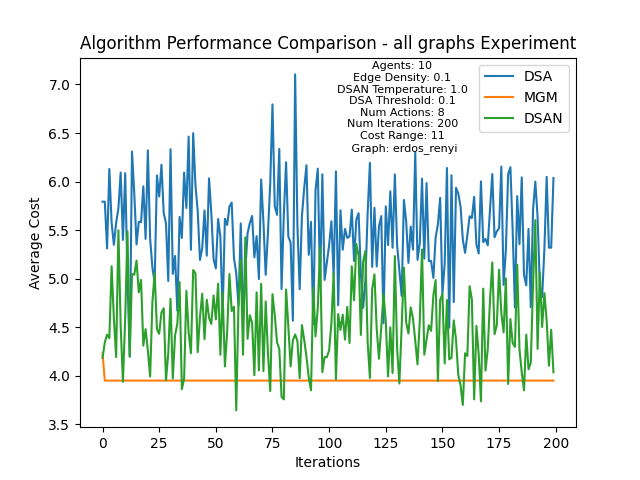 Algorithm Performance Comparison - all graphs Experiment
Agents: 10
Edge Density: 0.1
DSAN Temperature: 1.0
DSA Threshold: 0.1
Num Actions: 8
Num Iterations: 200
Cost Range: 11
Graph: erdos_renyi
DSA
MGM
DSAN
Average Cost
7.0
6.5
6.0
5.5
5.0
4.5
4.0
3.5
0 25 50 75 100 125 150 175 200
Iterations